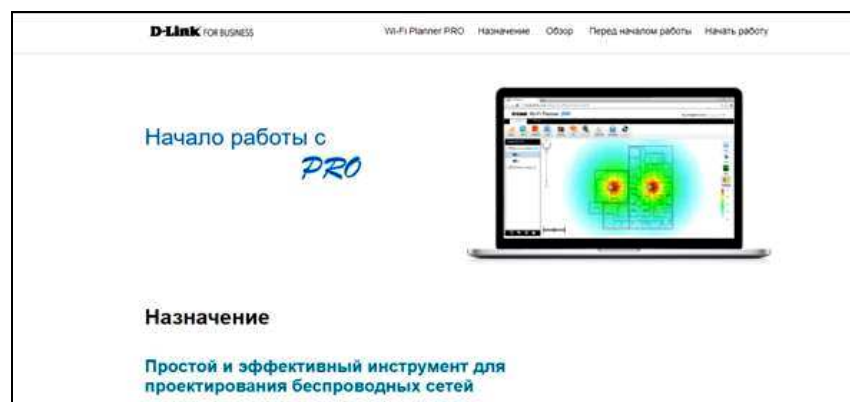 D-Link FOR BUSINESS
Wi-Fi Planner PRO Назначение Обзор Перед началом работы Начать работу
Начало работы с
PRO
Назначение
Простой и эффективный инструмент для
проектирования беспроводных сетей